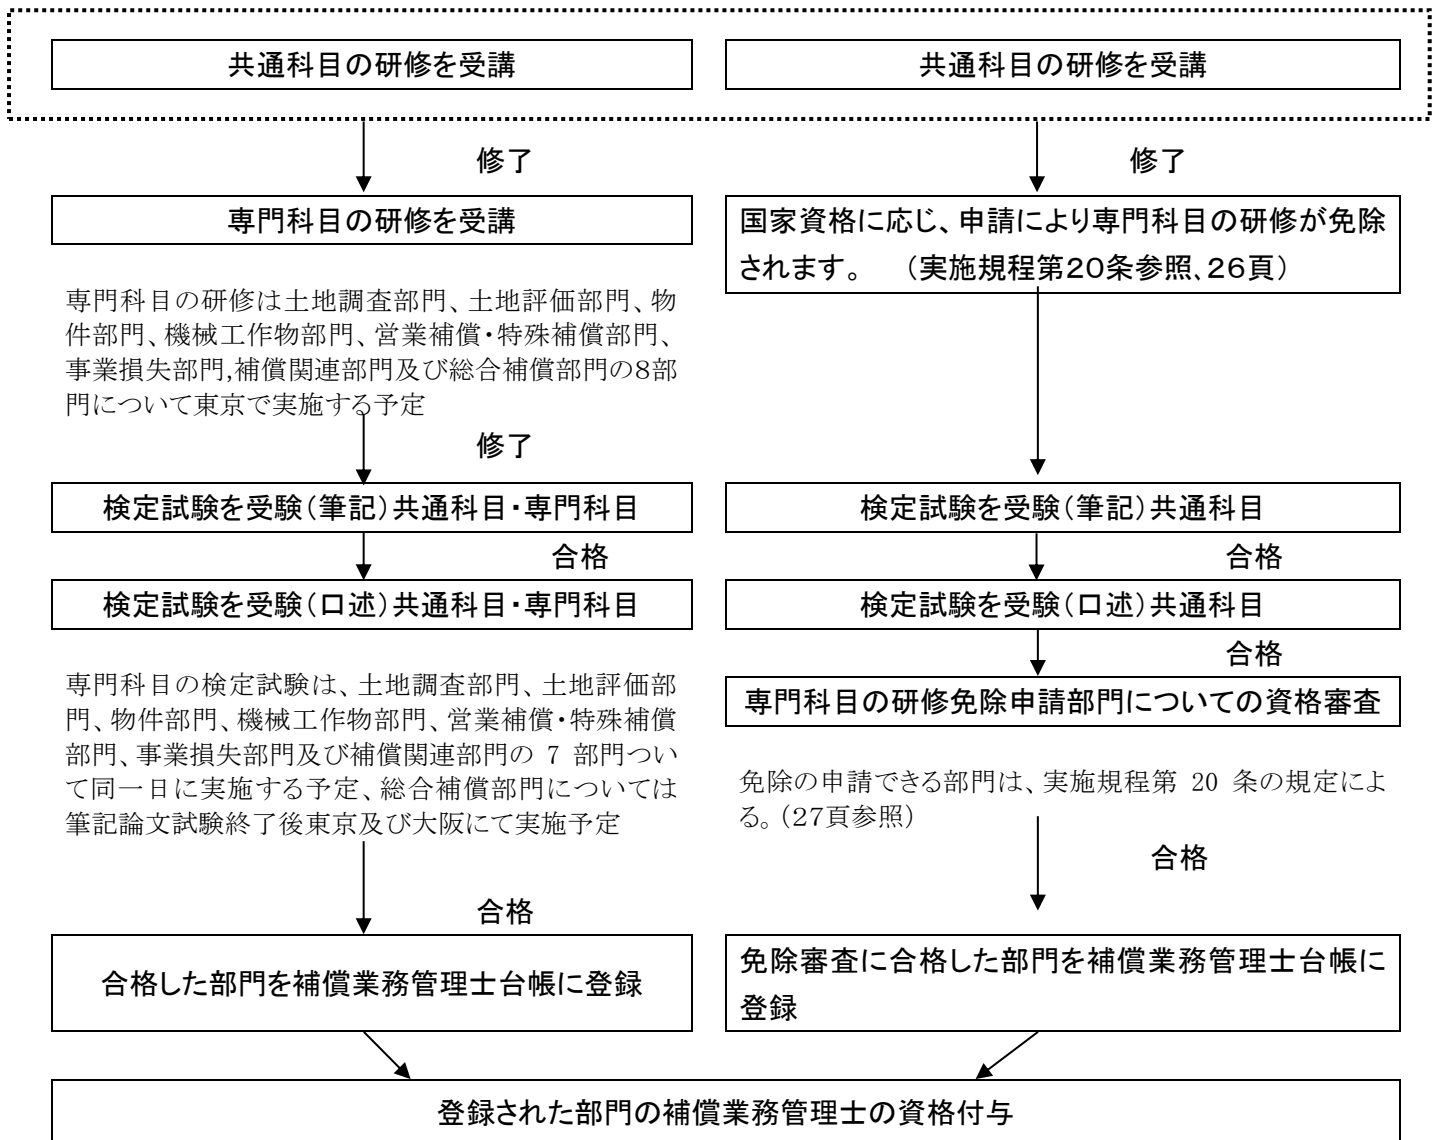 共通科目の研修を受講
共通科目の研修を受講
修了
修了
専門科目の研修を受講
国家資格に応じ、申請により専門科目の研修が免除
されます。　（実施規程第２０条参照、２６頁）
専門科目の研修は土地調査部門、土地評価部門、物
件部門、機械工作物部門、営業補償・特殊補償部門、
事業損失部門,補償関連部門及び総合補償部門の８部
門について東京で実施する予定
修了
検定試験を受験（筆記）共通科目・専門科目
検定試験を受験（筆記）共通科目
合格
合格
検定試験を受験（口述）共通科目・専門科目
検定試験を受験（口述）共通科目
合格
専門科目の検定試験は、土地調査部門、土地評価部
門、物件部門、機械工作物部門、営業補償・特殊補償
部門、事業損失部門及び補償関連部門の 7 部門つい
て同一日に実施する予定、総合補償部門については
筆記論文試験終了後東京及び大阪にて実施予定
専門科目の研修免除申請部門についての資格審査
免除の申請できる部門は、実施規程第 20 条の規定によ
る。（２７頁参照）
合格
合格
合格した部門を補償業務管理士台帳に登録
免除審査に合格した部門を補償業務管理士台帳に
登録
登録された部門の補償業務管理士の資格付与